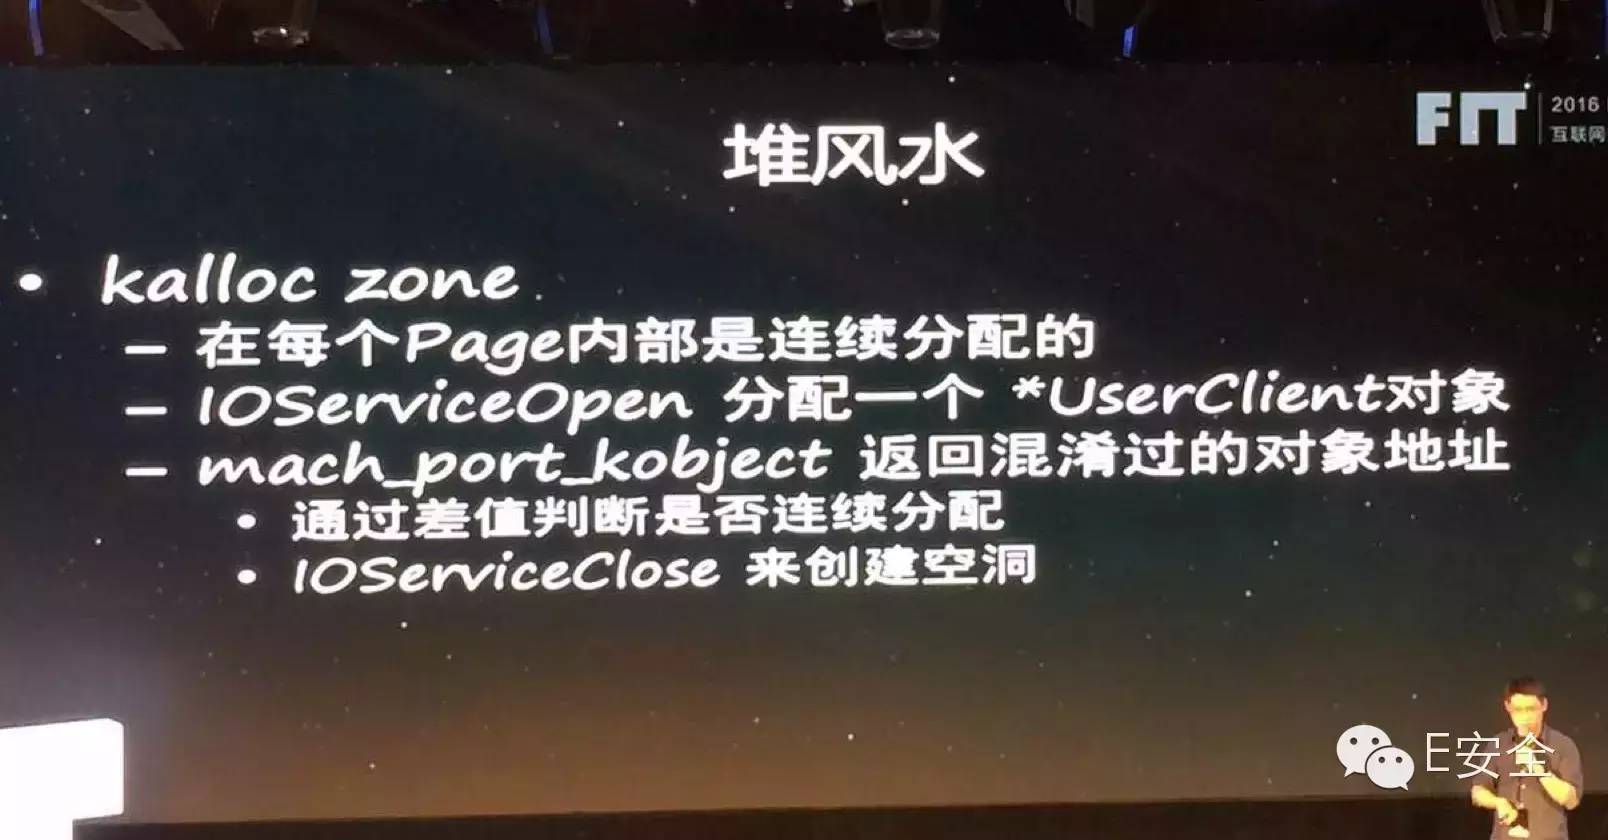 FIT
2016
互联网
堆风水
• kalloc zone
– 在每个Page内部是连续分配的
– IOServiceOpen 分配一个 *UserClient对象
– mach_port_kobject 返回混淆过的对象地址
• 通过差值判断是否连续分配
• IOServiceClose 来创建空洞
E安全